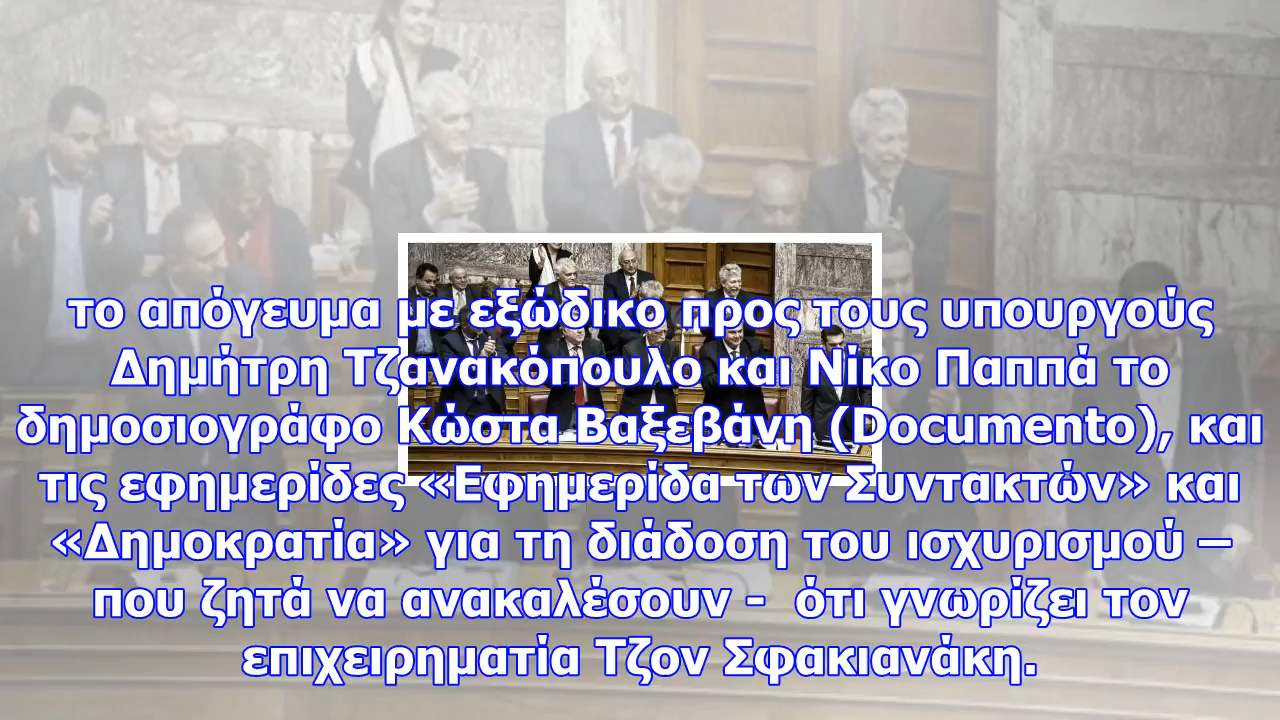 το απόγευμα με εξώδικο προς τους υπουργούς
Δημήτρη Τζανακόπουλο και Νίκο Παππά το
δημοσιογράφο Κώστα Βαξεβάνη (Documento), και
τις εφημερίδες «Εφημερίδα των Συντακτών» και
«Δημοκρατία» για τη διάδοση του ισχυρισμού –
που ζητά να ανακαλέσουν -  ότι γνωρίζει τον
επιχειρηματία Τζον Σφακιανάκη.